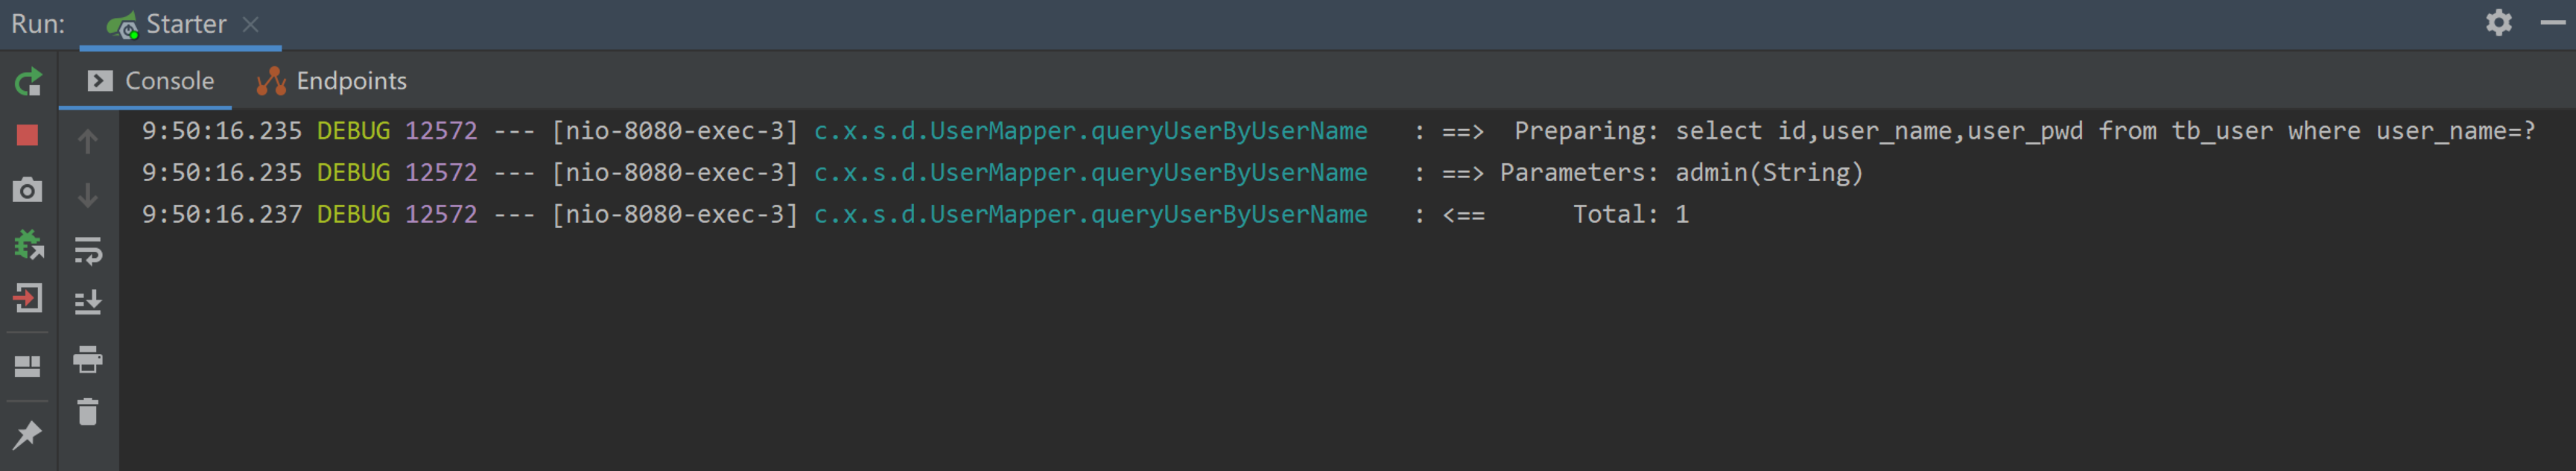 Run: Starter
Console Endpoints
9:50:16.235 DEBUG 12572 --- [nio-8080-exec-3] c.x.s.d.UserMapper.queryUserByUserName   : ==>  Preparing: select id,user_name,user_pwd from tb_user where user_name=?
9:50:16.235 DEBUG 12572 --- [nio-8080-exec-3] c.x.s.d.UserMapper.queryUserByUserName   : ==> Parameters: admin(String)
9:50:16.237 DEBUG 12572 --- [nio-8080-exec-3] c.x.s.d.UserMapper.queryUserByUserName   : <==      Total: 1